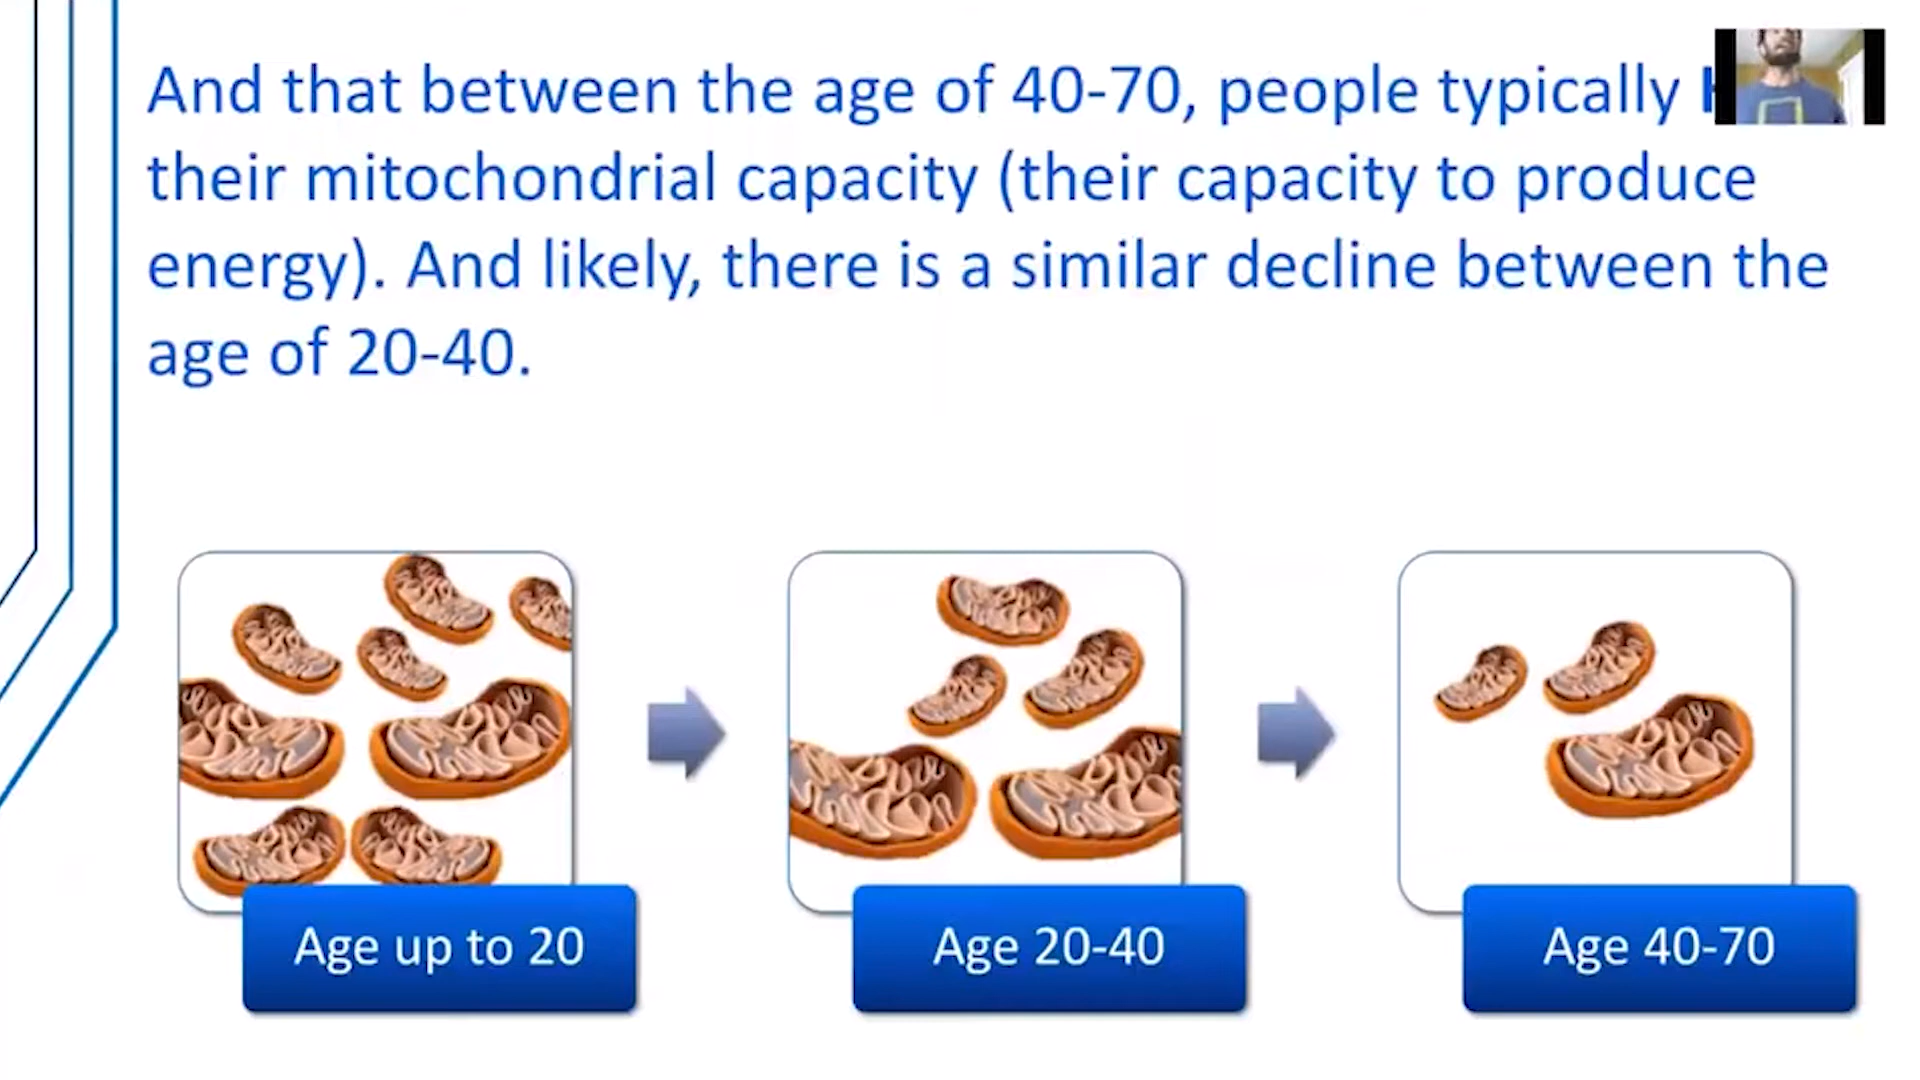 And that between the age of 40-70, people typically
their mitochondrial capacity (their capacity to produce
energy). And likely, there is a similar decline between the
age of 20-40.
Age up to 20
Age 20-40
Age 40-70